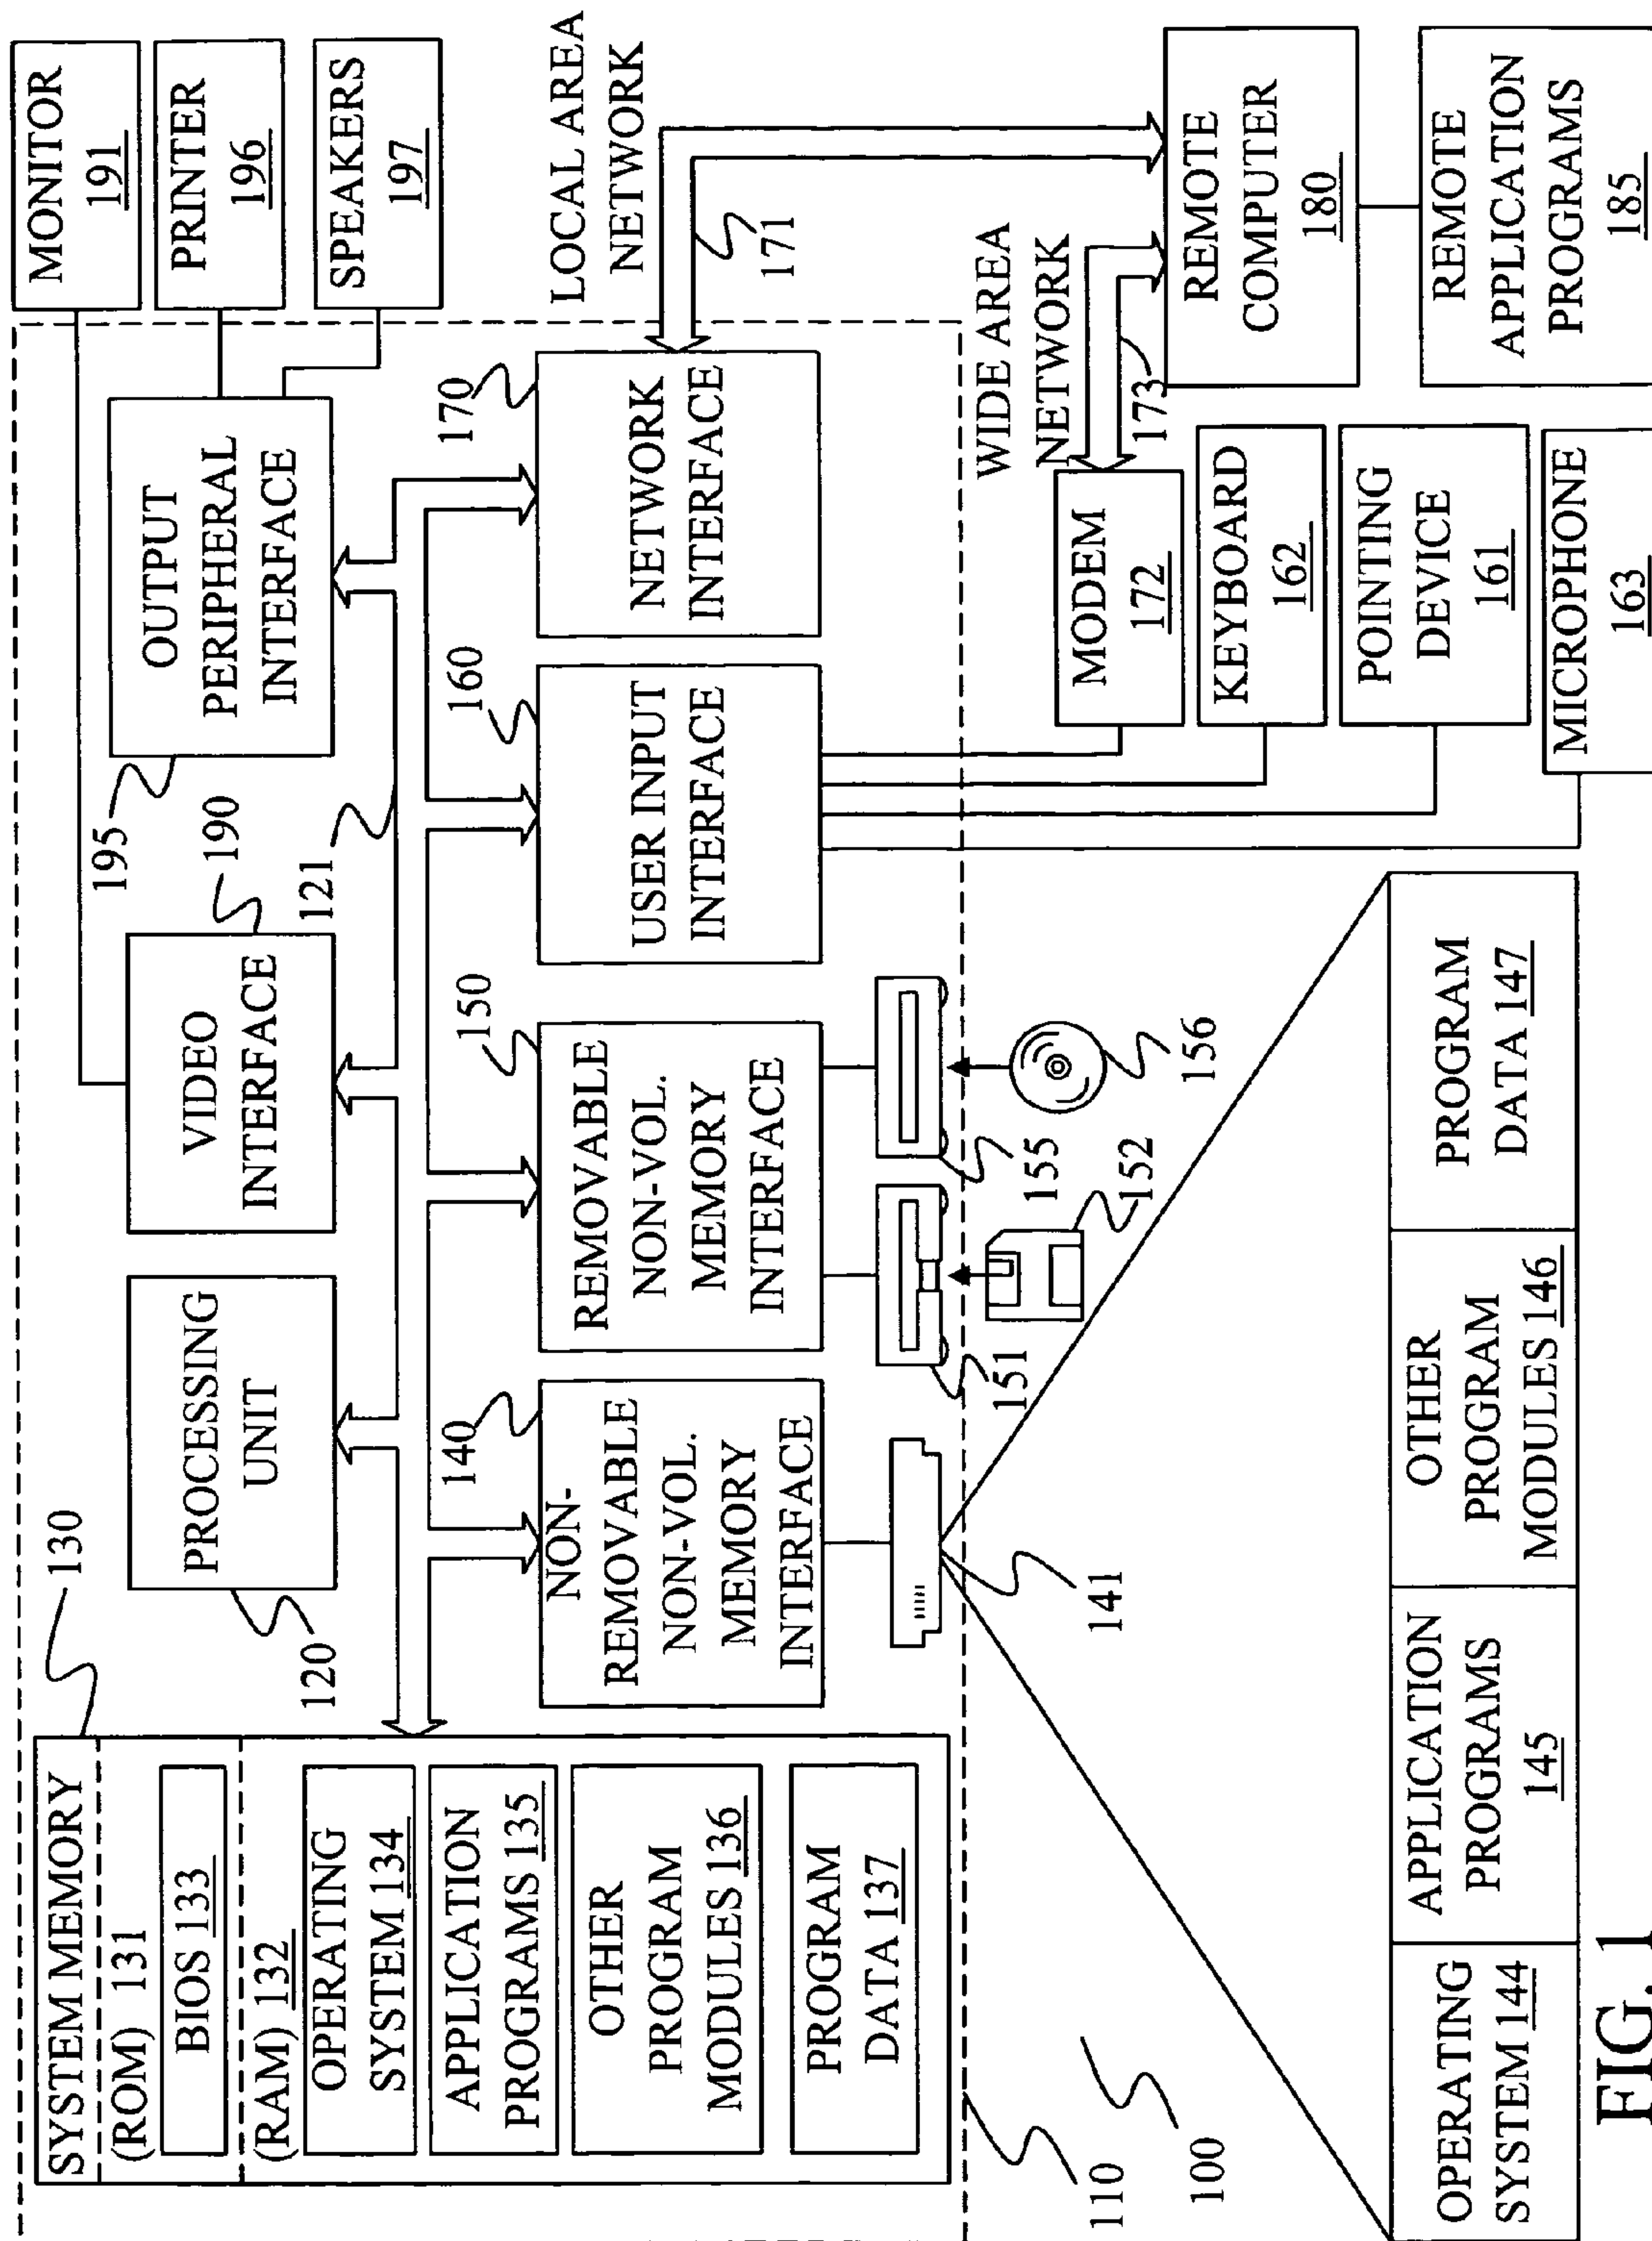 SYSTEM MEMORY
(ROM) 131
BIOS 133
(RAM) 132
OPERATING
SYSTEM 134
APPLICATION
PROGRAMS 135
OTHER
PROGRAM
MODULES 136
PROGRAM
DATA 137
130
120
PROCESSING
UNIT
VIDEO
INTERFACE
190
121
195
OUTPUT
PERIPHERAL
INTERFACE
MONITOR
191
PRINTER
196
SPEAKERS
197
140
NON-
REMOVABLE
NON-VOL.
MEMORY
INTERFACE
150
REMOVABLE
NON-VOL.
MEMORY
INTERFACE
160
USER INPUT
INTERFACE
170
NETWORK
INTERFACE
LOCAL AREA
NETWORK
171
141
151
152
155
156
WIDE AREA
NETWORK
173
MODEM
172
KEYBOARD
162
POINTING
DEVICE
161
MICROPHONE
163
REMOTE
COMPUTER
180
REMOTE
APPLICATION
PROGRAMS
185
110
100
OPERATING
SYSTEM 144
APPLICATION
PROGRAMS
145
OTHER
PROGRAM
MODULES 146
PROGRAM
DATA 147
FIG. 1